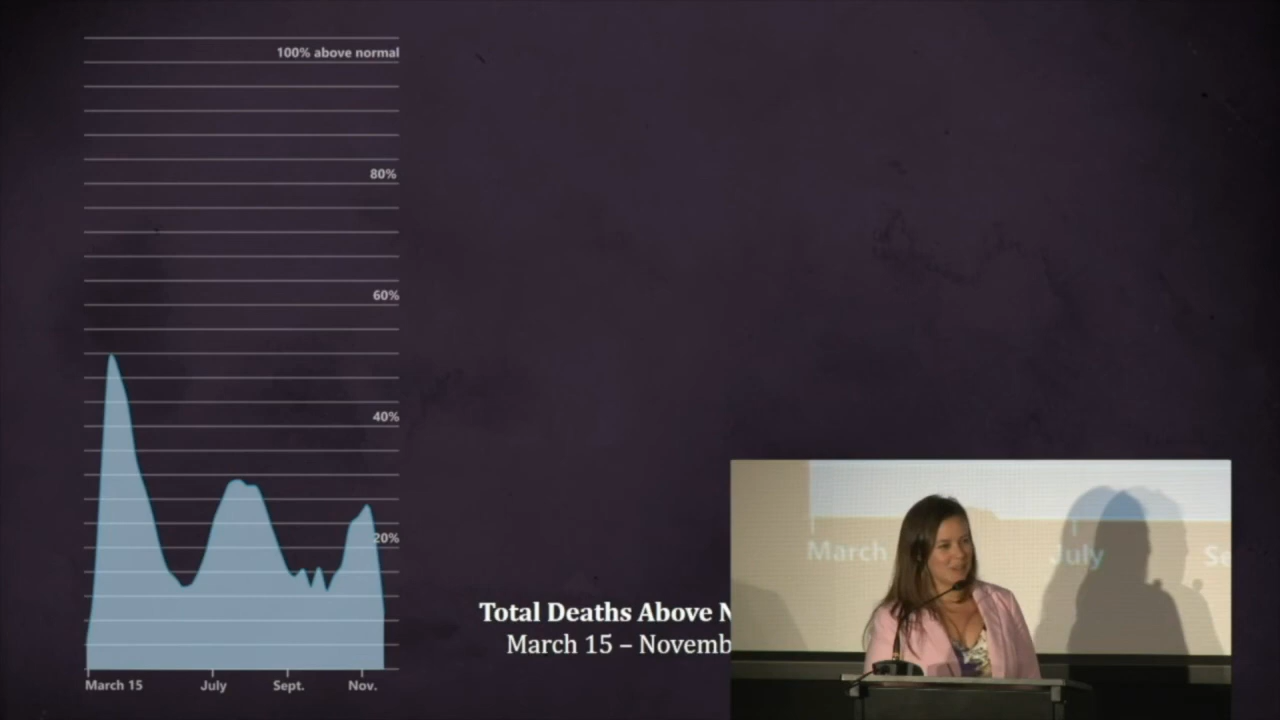 100% above normal
80%
60%
40%
20%
March 15
July
Sept.
Nov.
Total Deaths Above
March 15 – Novemb
March
July
Se